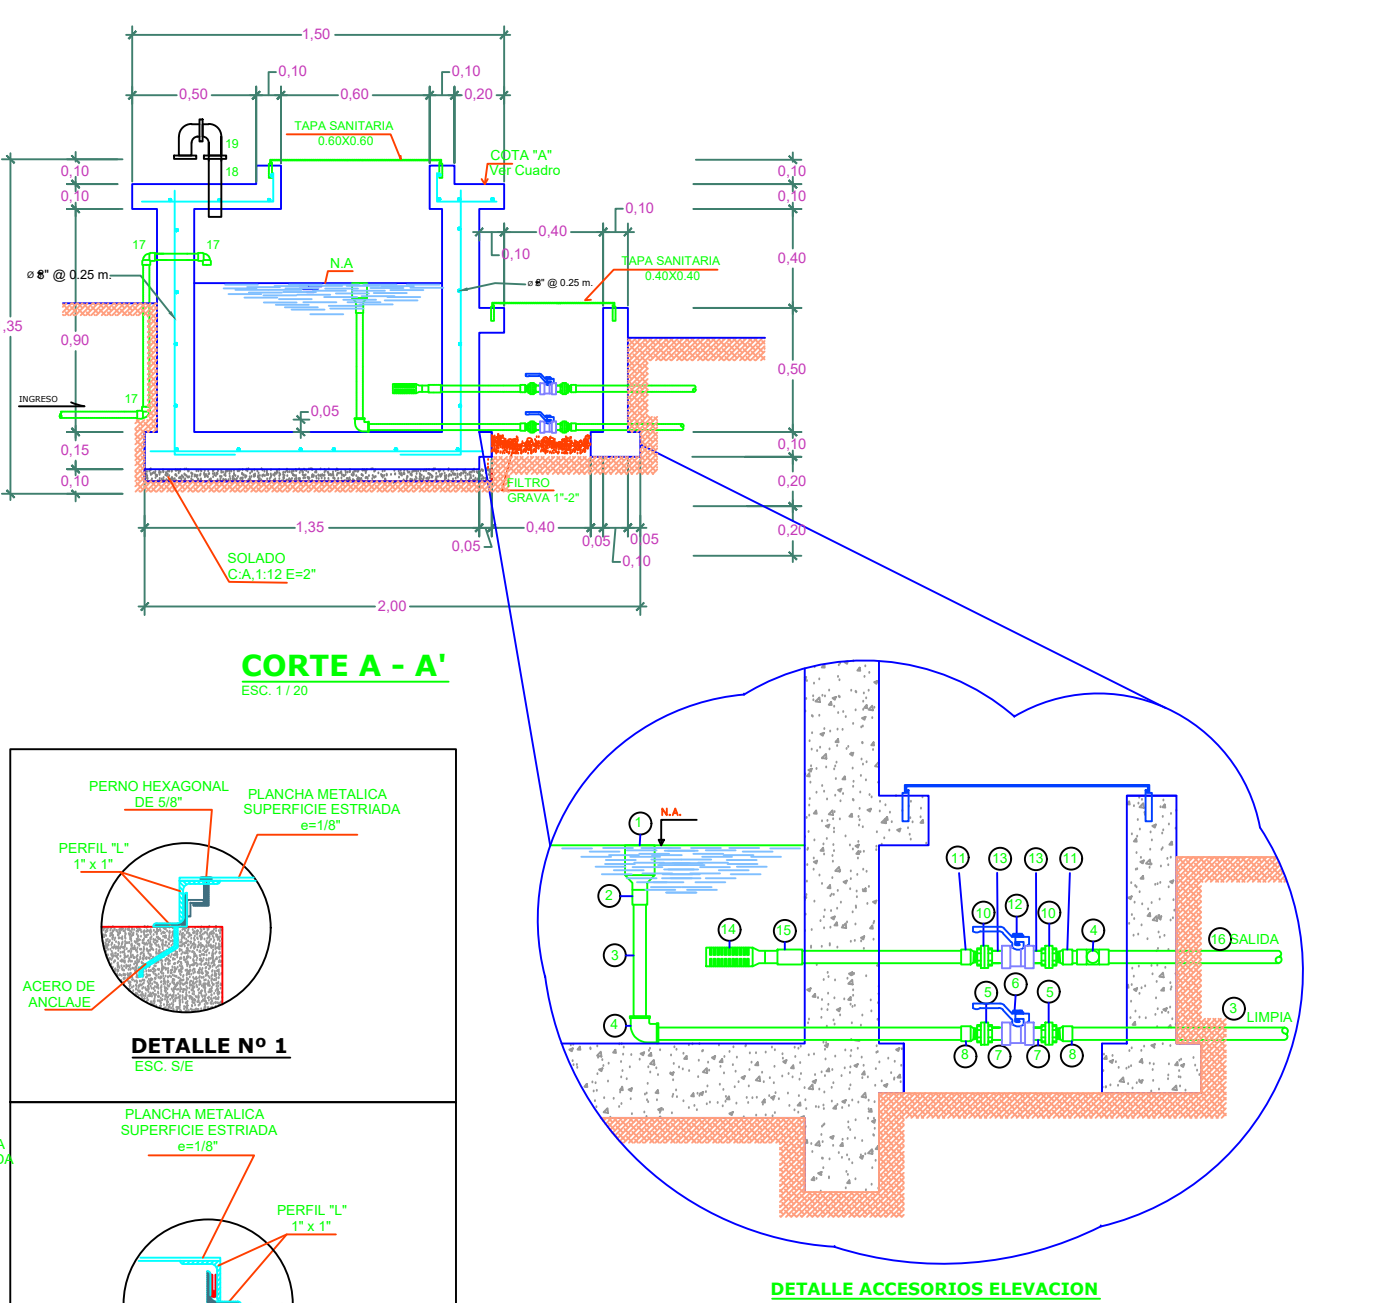 1,50
0,10
0,10
0,50
0,60
0,20
TAPA SANITARIA
0.60X0.60
19
18
COTA "A"
Ver Cuadro
0,10
0,10
0,10
0,10
0,10
0,40
0,10
17
17
N.A
TAPA SANITARIA
0.40X0.40
0,40
" @ 0.25 m.
" @ 0.25 m.
,35
0,90
0,50
INGRESO
17
0,05
0,15
0,10
0,10
0,20
0,20
FILTRO
GRAVA 1"-2"
1,35
0,05
0,40
0,05
0,05
0,10
SOLADO
C:A,1:12 E=2"
2,00
CORTE A - A'
ESC. 1 / 20
PERNO HEXAGONAL
DE 5/8"
PLANCHA METALICA
SUPERFICIE ESTRIADA
e=1/8"
PERFIL "L"
1" x 1"
ACERO DE
ANCLAJE
DETALLE Nº 1
ESC. S/E
PLANCHA METALICA
SUPERFICIE ESTRIADA
e=1/8"
A
DA
PERFIL "L"
1" x 1"
1
N.A.
2
3
4
14
15
11
13
13
11
10
12
10
4
16 SALIDA
5
6
5
3
LIMPIA
8
7
7
8
DETALLE ACCESORIOS ELEVACION